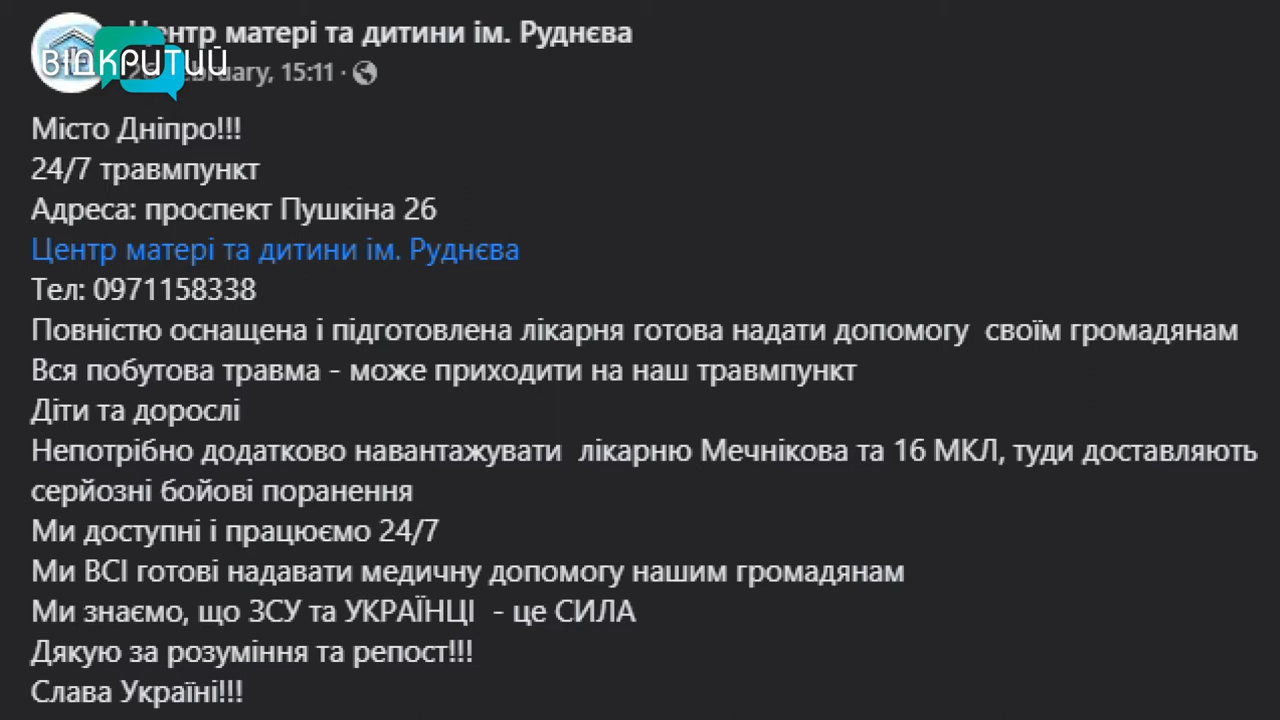 Центр матері та дитини ім. Руднєва
ВІДКРИТИЙ
15:11 ·
Місто Дніпро!!!
24/7 травмпункт
Адреса: проспект Пушкіна 26
Центр матері та дитини ім. Руднєва
Тел: 0971158338
Повністю оснащена і підготовлена лікарня готова надати допомогу своїм громадянам
Вся побутова травма - може приходити на наш травмпункт
Діти та дорослі
Непотрібно додатково навантажувати лікарню Мечнікова та 16 МКЛ, туди доставляють
серйозні бойові поранення
Ми доступні і працюємо 24/7
Ми ВСІ готові надавати медичну допомогу нашим громадянам
Ми знаємо, що ЗСУ та УКРАЇНЦІ - це СИЛА
Дякую за розуміння та репост!!!
Слава Україні!!!